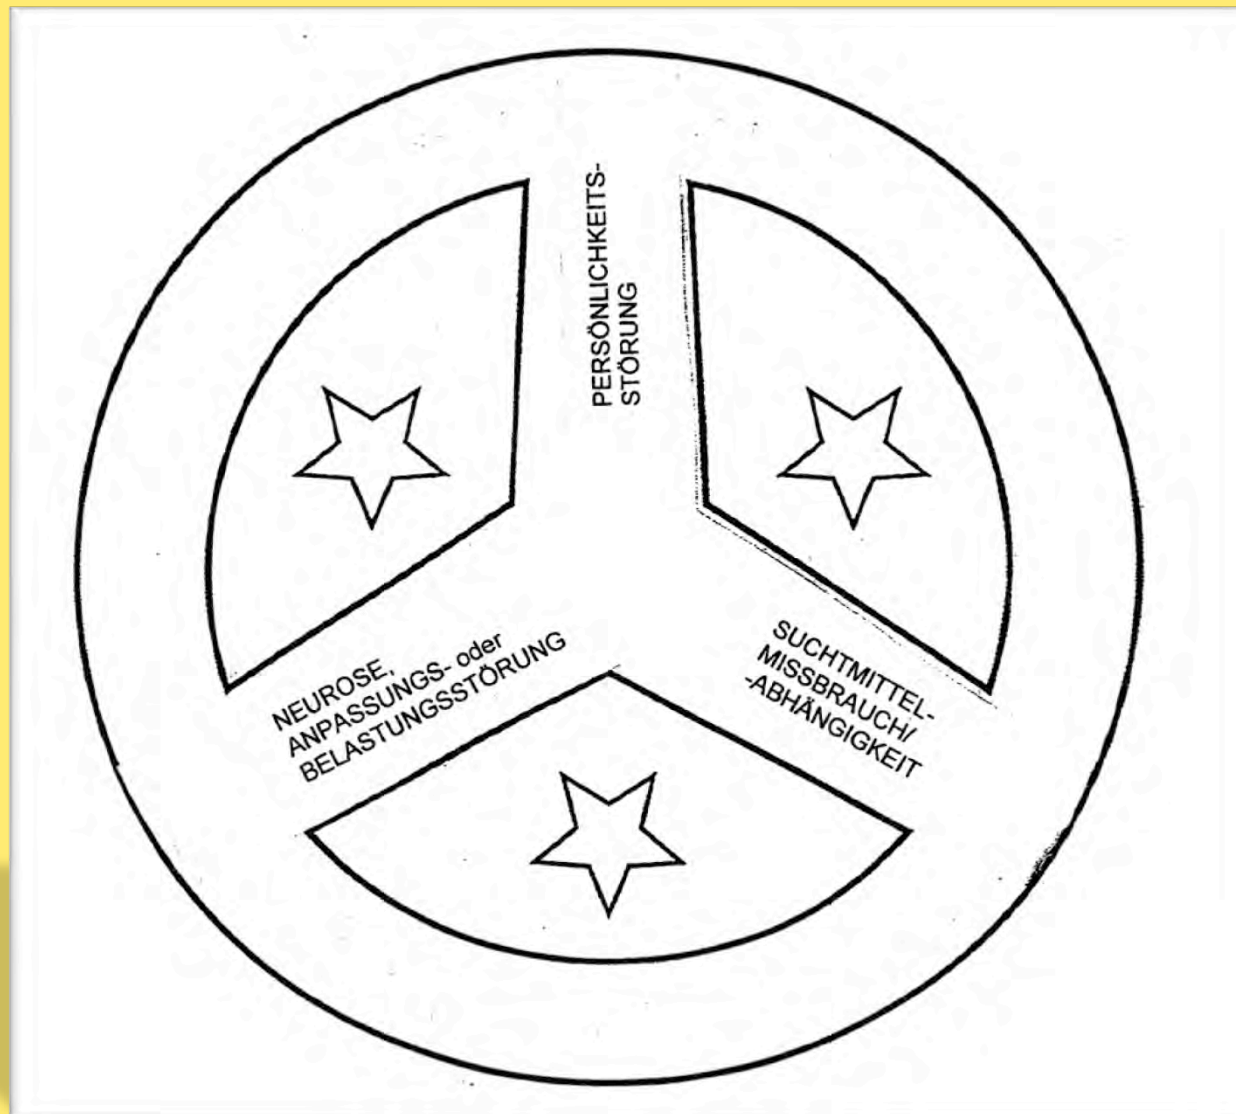 PERSÖNLICHKEITS-
STÖRUNG
NEUROSE,
ANPASSUNGS- oder
BELASTUNGSSTÖRUNG
SUCHTMITTEL-
MISSBRAUCH/
-ABHÄNGIGKEIT